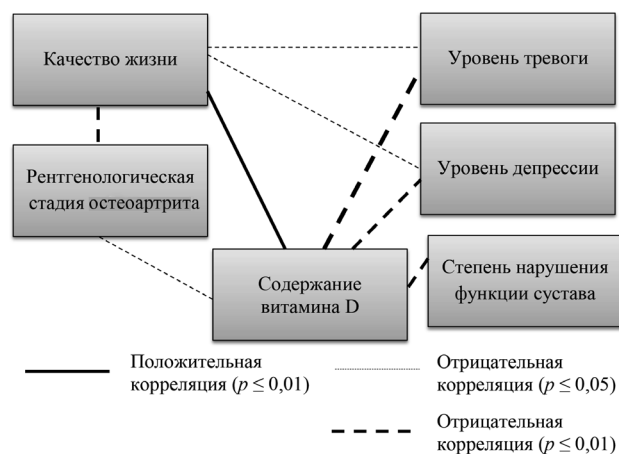 Качество жизни
Уровень тревоги
Рентгенологическая
стадия остеоартрита
Уровень депрессии
Содержание
витамина D
Степень нарушения
функции сустава
Положительная
корреляция (p ≤ 0,01)
Отрицательная
корреляция (p ≤ 0,05)
Отрицательная
корреляция (p ≤ 0,01)